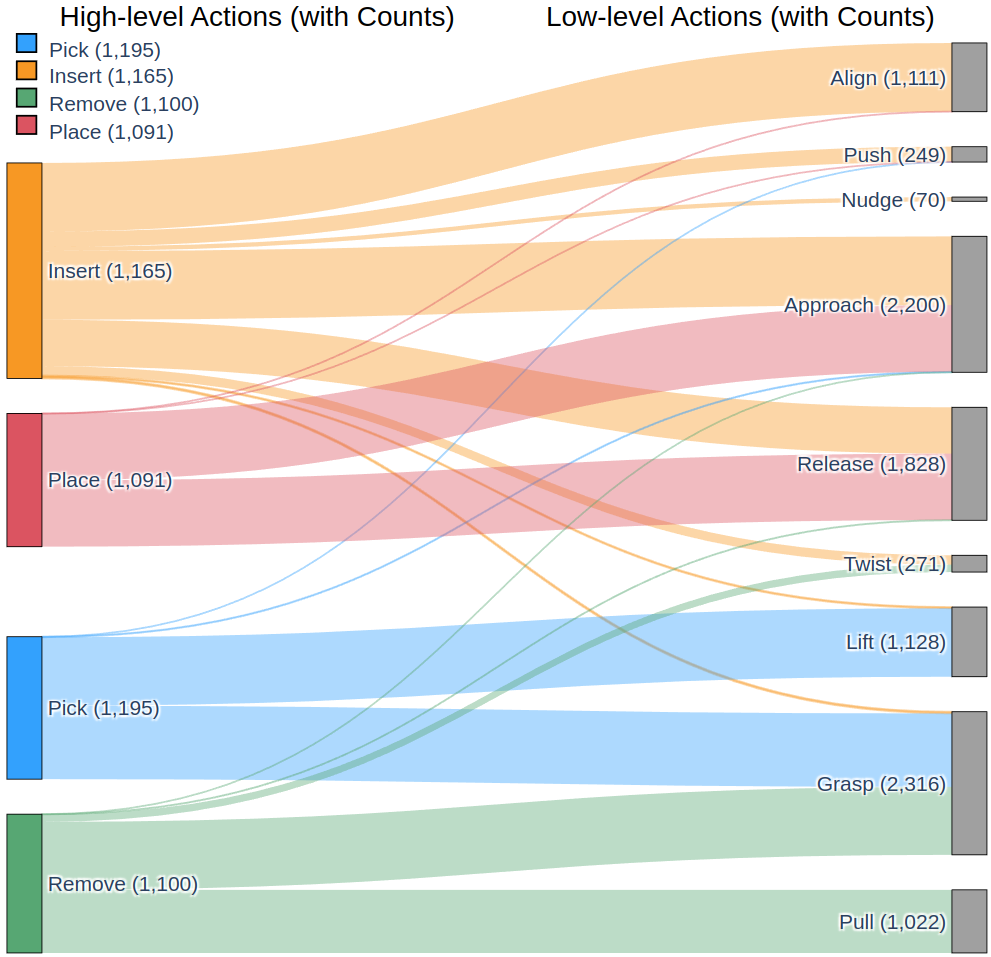 High-level Actions (with Counts)
Low-level Actions (with Counts)
Pick (1,195)
Insert (1,165)
Remove (1,100)
Place (1,091)
Insert (1,165)
Place (1,091)
Pick (1,195)
Remove (1,100)
Align (1,111)
Push (249)
Nudge (70)
Approach (2,200)
Release (1,828)
Twist (271)
Lift (1,128)
Grasp (2,316)
Pull (1,022)